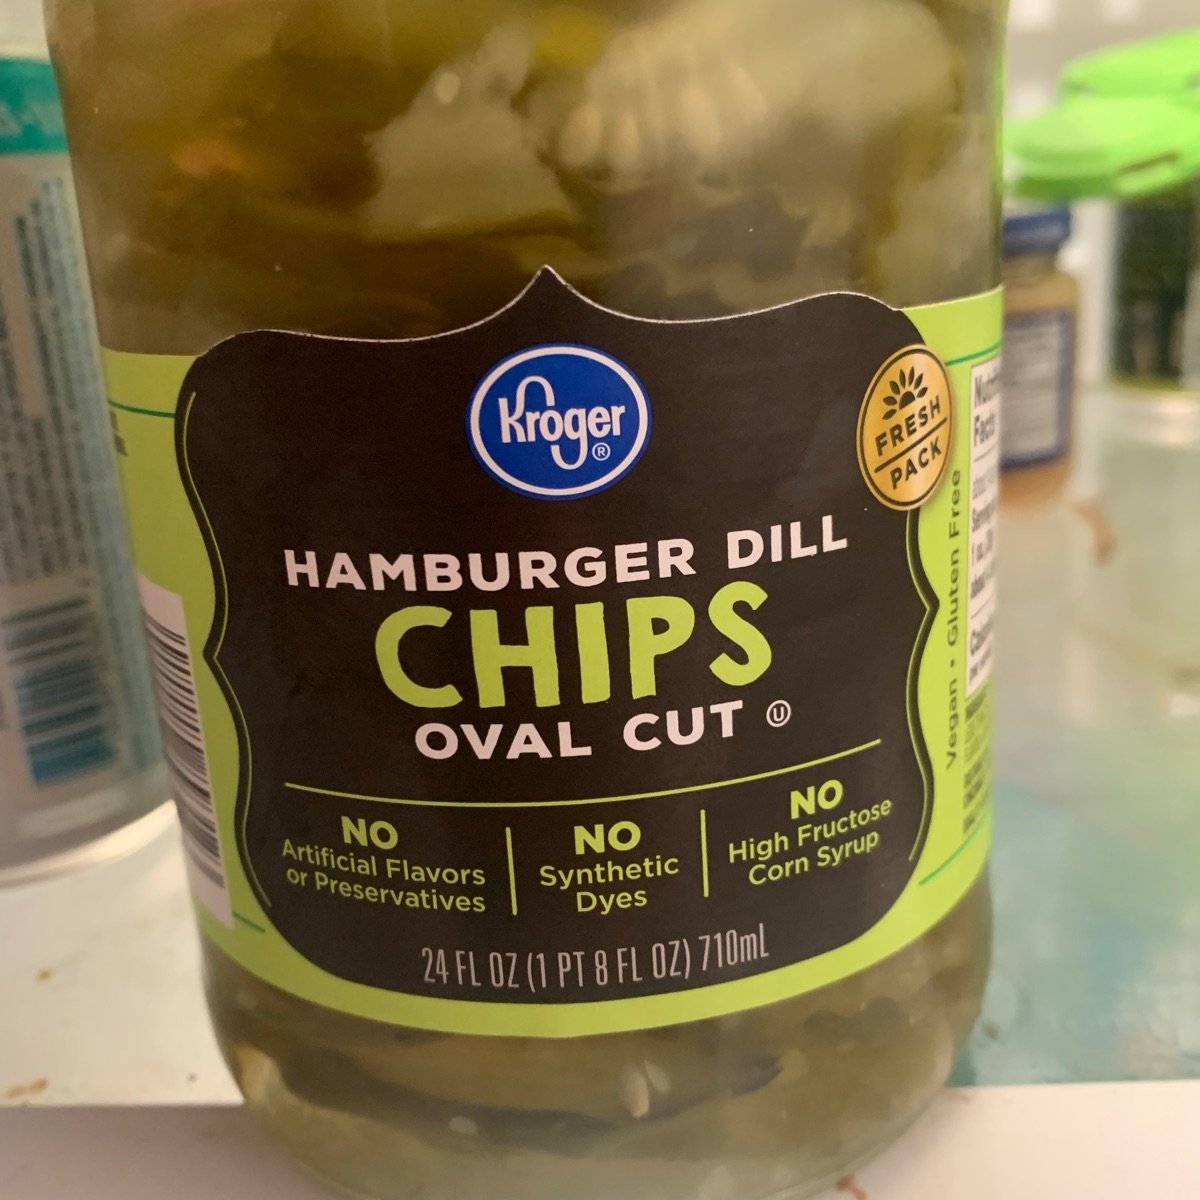 Kroger®
FRESH
PACK
HAMBURGER DILL
CHIPS
OVAL CUT Ⓤ
NO
Artificial Flavors
or Preservatives
NO
Synthetic
Dyes
NO
High Fructose
Corn Syrup
24 FL OZ (1 PT 8 FL OZ) 710mL
Vegan • Gluten Free
Facts